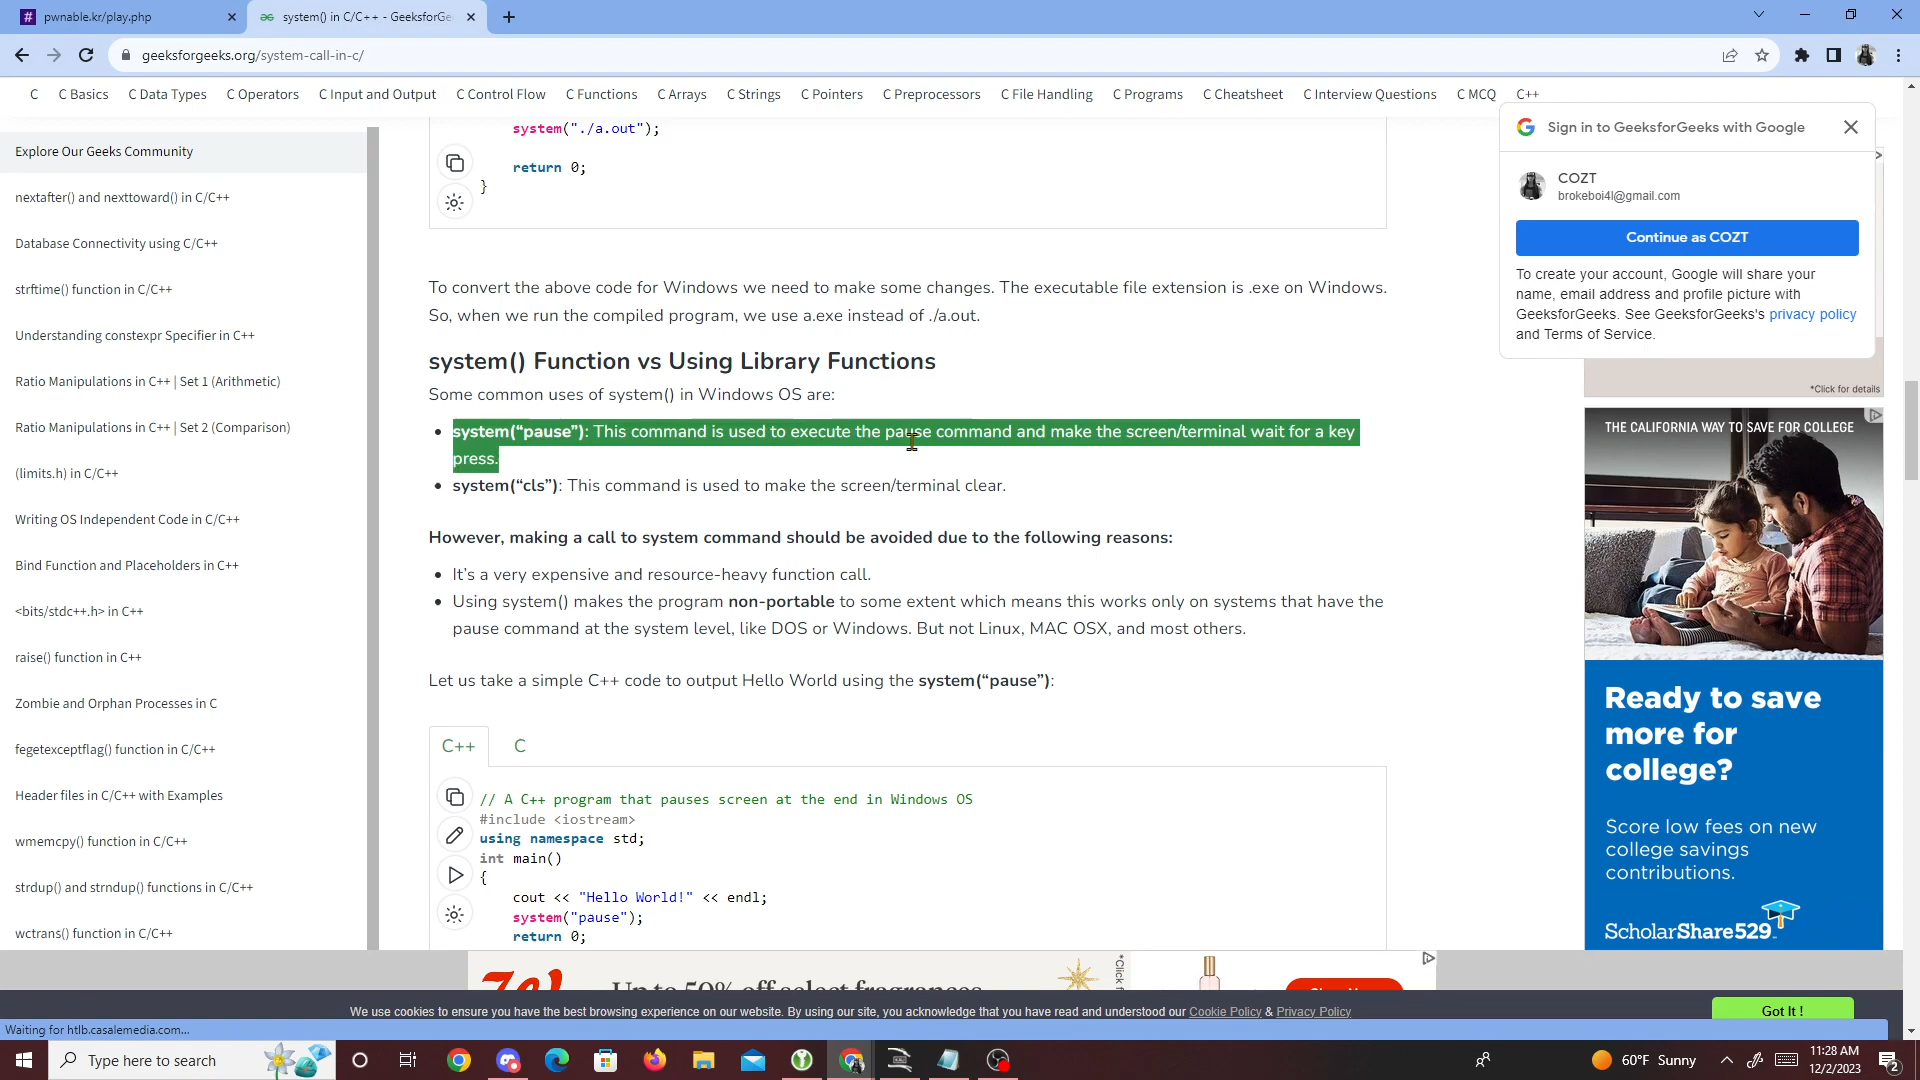 pwnable.kr/play.php
system() in C/C++ - GeeksforGe
geeksforgeeks.org/system-call-in-c/
C C Basics C Data Types C Operators C Input and Output C Control Flow C Functions C Arrays C Strings C Pointers C Preprocessors C File Handling C Programs C Cheatsheet C Interview Questions C MCQ C++
Explore Our Geeks Community
nextafter() and nexttoward() in C/C++
Database Connectivity using C/C++
strftime() function in C/C++
Understanding constexpr Specifier in C++
Ratio Manipulations in C++ | Set 1 (Arithmetic)
Ratio Manipulations in C++ | Set 2 (Comparison)
(limits.h) in C/C++
Writing OS Independent Code in C/C++
Bind Function and Placeholders in C++
<bits/stdc++.h> in C++
raise() function in C++
Zombie and Orphan Processes in C
fegetexceptflag() function in C/C++
Header files in C/C++ with Examples
wmemcpy() function in C/C++
strdup() and strndup() functions in C/C++
wctrans() function in C/C++
system("./a.out");
return 0;
}
To convert the above code for Windows we need to make some changes. The executable file extension is .exe on Windows.
So, when we run the compiled program, we use a.exe instead of ./a.out.
system() Function vs Using Library Functions
Some common uses of system() in Windows OS are:
system(“pause”): This command is used to execute the pause command and make the screen/terminal wait for a key
press.
system(“cls”): This command is used to make the screen/terminal clear.
However, making a call to system command should be avoided due to the following reasons:
It’s a very expensive and resource-heavy function call.
Using system() makes the program non-portable to some extent which means this works only on systems that have the
pause command at the system level, like DOS or Windows. But not Linux, MAC OSX, and most others.
Let us take a simple C++ code to output Hello World using the system(“pause”):
C++ C
// A C++ program that pauses screen at the end in Windows OS
#include <iostream>
using namespace std;
int main()
{
cout << "Hello World!" << endl;
system("pause");
return 0;
Sign in to GeeksforGeeks with Google
COZT
brokeboi4l@gmail.com
Continue as COZT
To create your account, Google will share your
name, email address and profile picture with
GeeksforGeeks. See GeeksforGeeks's privacy policy
and Terms of Service.
*Click for details
THE CALIFORNIA WAY TO SAVE FOR COLLEGE
Ready to save
more for
college?
Score low fees on new
college savings
contributions.
ScholarShare529
Up to 50% off select fragrances
*Click f
We use cookies to ensure you have the best browsing experience on our website. By using our site, you acknowledge that you have read and understood our Cookie Policy & Privacy Policy
Got It !
Waiting for htlb.casalemedia.com...
Type here to search
60°F Sunny
11:28 AM
12/2/2023
2